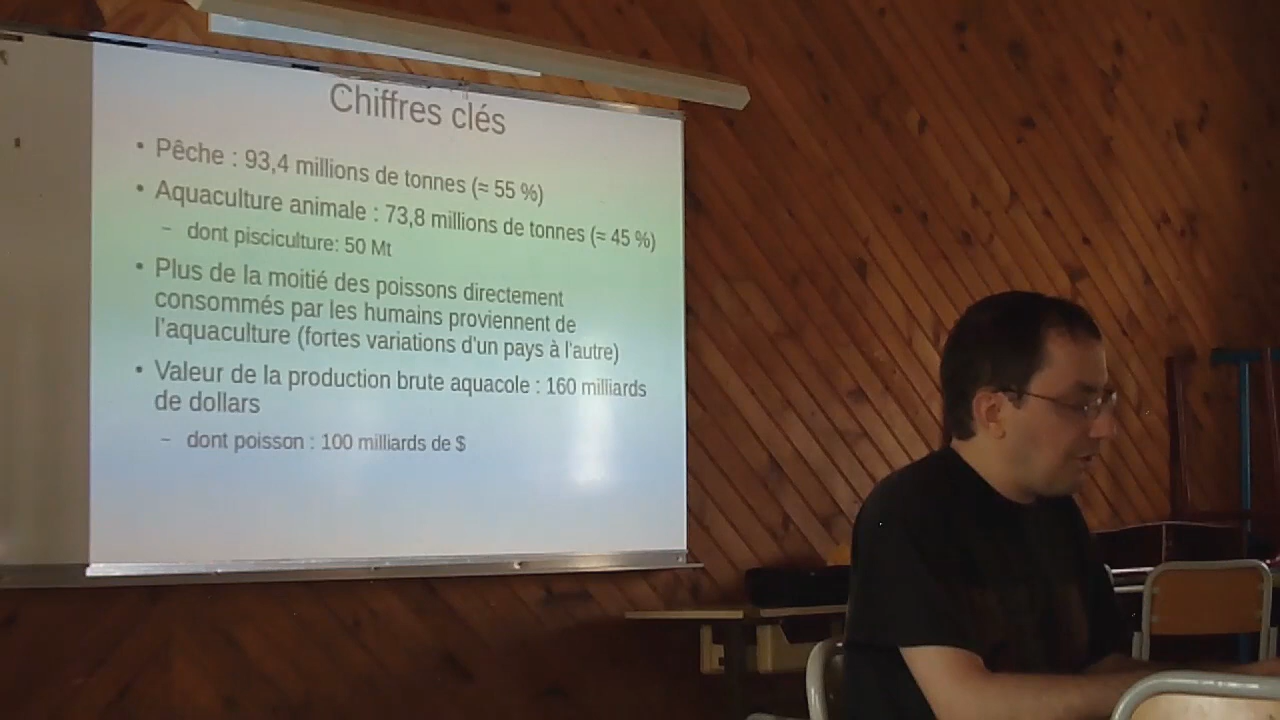 Chiffres clés
• Pêche : 93,4 millions de tonnes (≈ 55 %)
• Aquaculture animale : 73,8 millions de tonnes (≈ 45 %)
– dont pisciculture: 50 Mt
• Plus de la moitié des poissons directement
consommés par les humains proviennent de
l'aquaculture (fortes variations d'un pays à l'autre)
• Valeur de la production brute aquacole : 160 milliards
de dollars
– dont poisson : 100 milliards de $